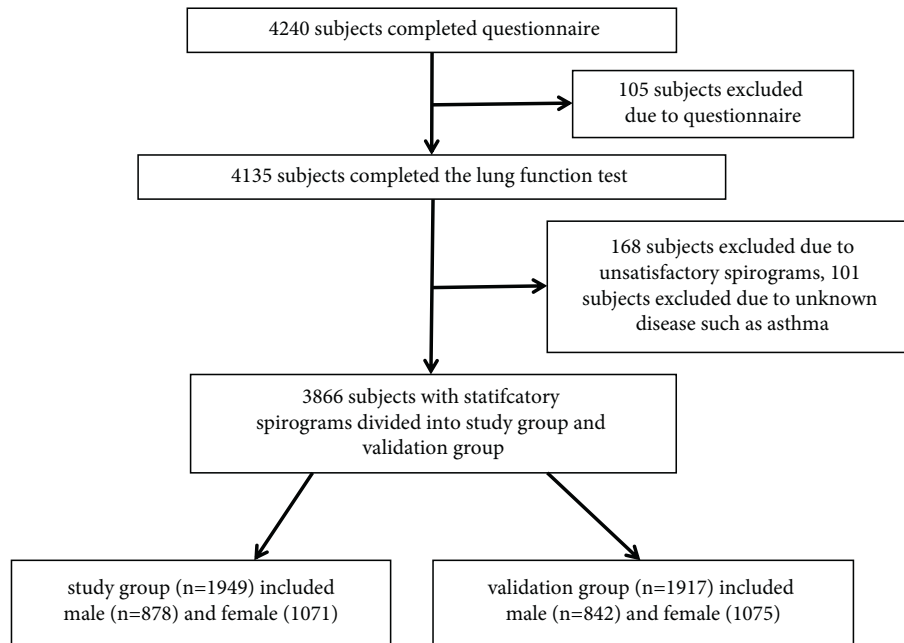 4240 subjects completed questionnaire
105 subjects excluded
due to questionnaire
4135 subjects completed the lung function test
168 subjects excluded due to
unsatisfactory spirograms, 101
subjects excluded due to unknown
disease such as asthma
3866 subjects with statifcatory
spirograms divided into study group and
validation group
study group (n=1949) included
male (n=878) and female (1071)
validation group (n=1917) included
male (n=842) and female (1075)